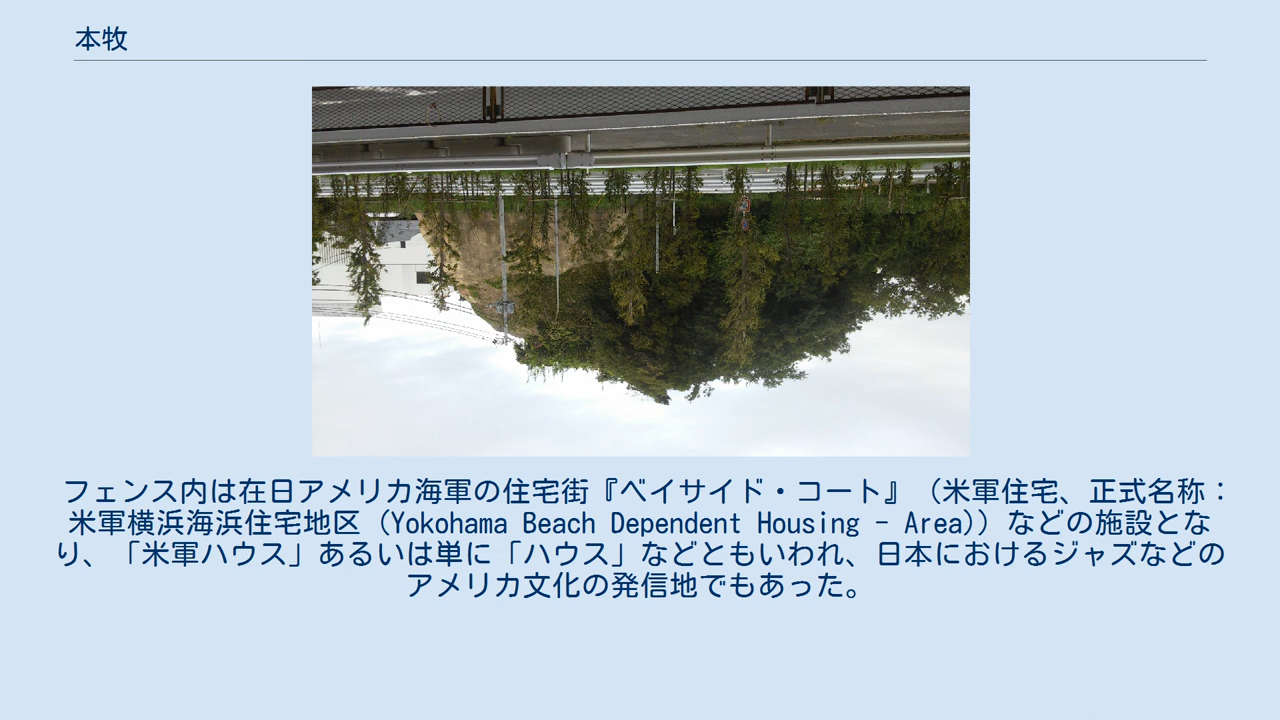 本牧
フェンス内は在日アメリカ海軍の住宅街『ベイサイド・コート』（米軍住宅、正式名称：
米軍横浜海浜住宅地区（Yokohama Beach Dependent Housing - Area)）などの施設とな
り、「米軍ハウス」あるいは単に「ハウス」などともいわれ、日本におけるジャズなどの
アメリカ文化の発信地でもあった。